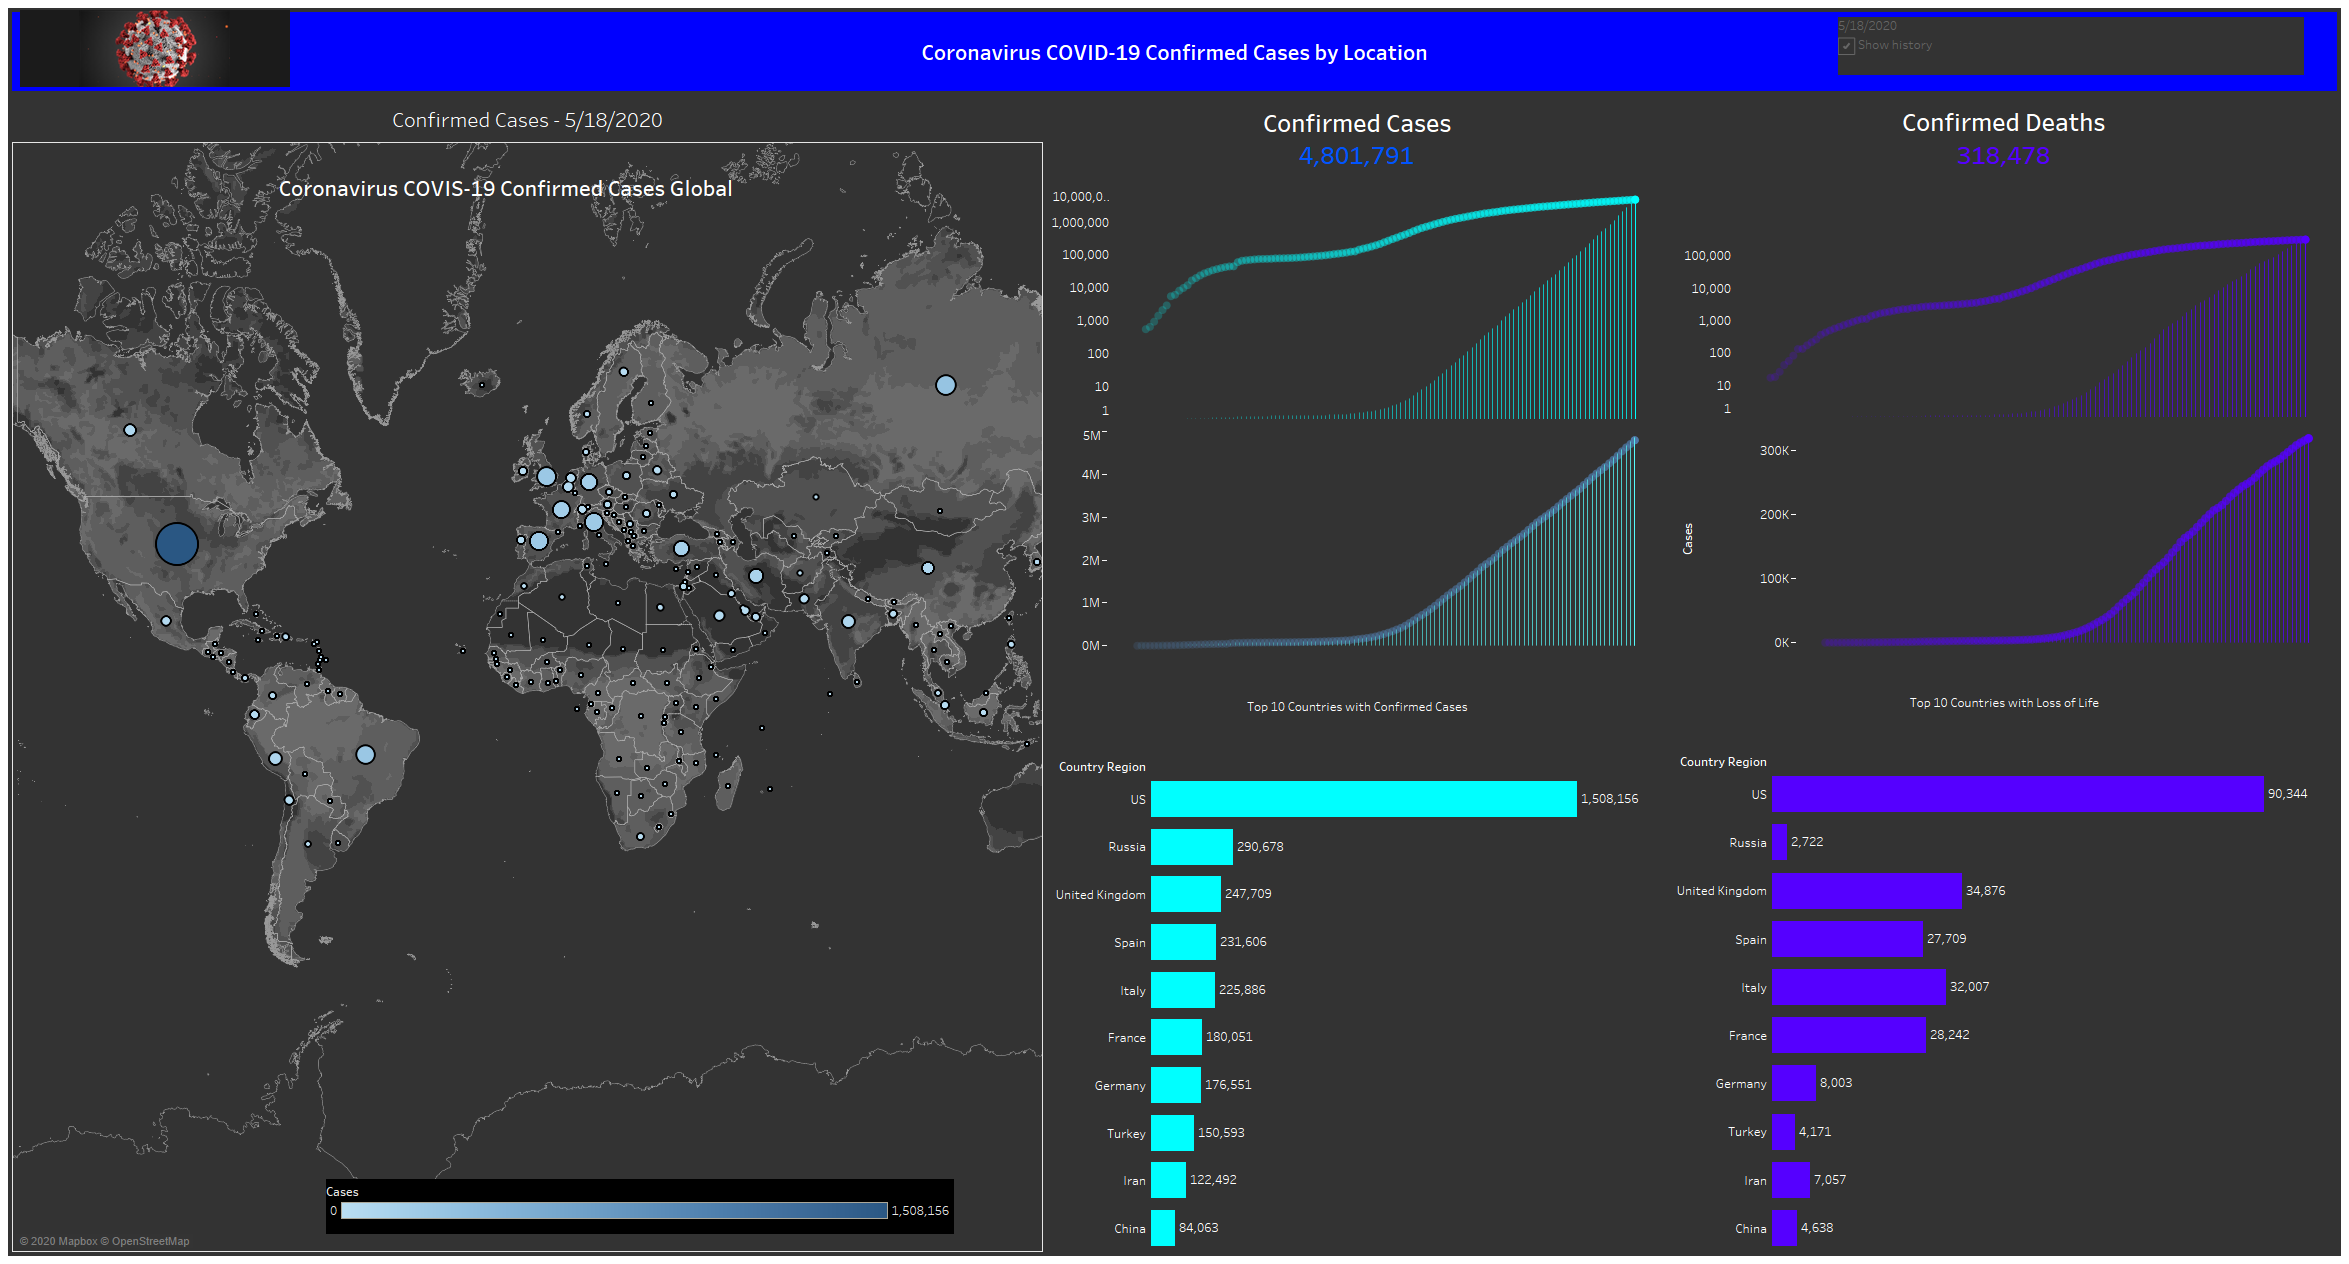 Coronavirus COVID-19 Confirmed Cases by Location
5/18/2020
✔ Show history
Confirmed Cases - 5/18/2020
Coronavirus COVIS-19 Confirmed Cases Global
Cases
0 1,508,156
© 2020 Mapbox © OpenStreetMap
Confirmed Cases
4,801,791
10,000,0..
1,000,000
100,000
10,000
1,000
100
10
1
5M
4M
3M
2M
1M
0M
Top 10 Countries with Confirmed Cases
Country Region
US 1,508,156
Russia 290,678
United Kingdom 247,709
Spain 231,606
Italy 225,886
France 180,051
Germany 176,551
Turkey 150,593
Iran 122,492
China 84,063
Confirmed Deaths
318,478
100,000
10,000
1,000
100
10
1
Cases
300K
200K
100K
0K
Top 10 Countries with Loss of Life
Country Region
US 90,344
Russia 2,722
United Kingdom 34,876
Spain 27,709
Italy 32,007
France 28,242
Germany 8,003
Turkey 4,171
Iran 7,057
China 4,638